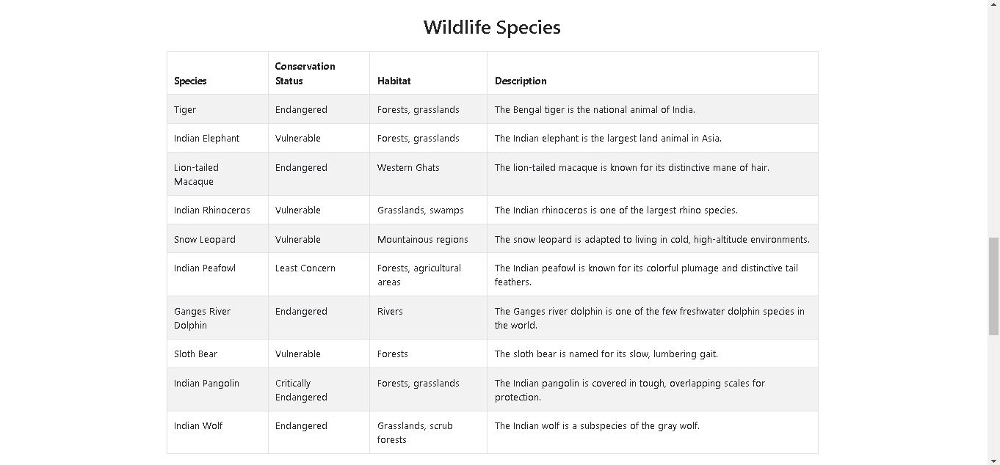 Wildlife Species
Species
Conservation
Status
Habitat
Description
Tiger
Endangered
Forests, grasslands
The Bengal tiger is the national animal of India.
Indian Elephant
Vulnerable
Forests, grasslands
The Indian elephant is the largest land animal in Asia.
Lion-tailed
Macaque
Endangered
Western Ghats
The lion-tailed macaque is known for its distinctive mane of hair.
Indian Rhinoceros
Vulnerable
Grasslands, swamps
The Indian rhinoceros is one of the largest rhino species.
Snow Leopard
Vulnerable
Mountainous regions
The snow leopard is adapted to living in cold, high-altitude environments.
Indian Peafowl
Least Concern
Forests, agricultural
areas
The Indian peafowl is known for its colorful plumage and distinctive tail
feathers.
Ganges River
Dolphin
Endangered
Rivers
The Ganges river dolphin is one of the few freshwater dolphin species in
the world.
Sloth Bear
Vulnerable
Forests
The sloth bear is named for its slow, lumbering gait.
Indian Pangolin
Critically
Endangered
Forests, grasslands
The Indian pangolin is covered in tough, overlapping scales for
protection.
Indian Wolf
Endangered
Grasslands, scrub
forests
The Indian wolf is a subspecies of the gray wolf.